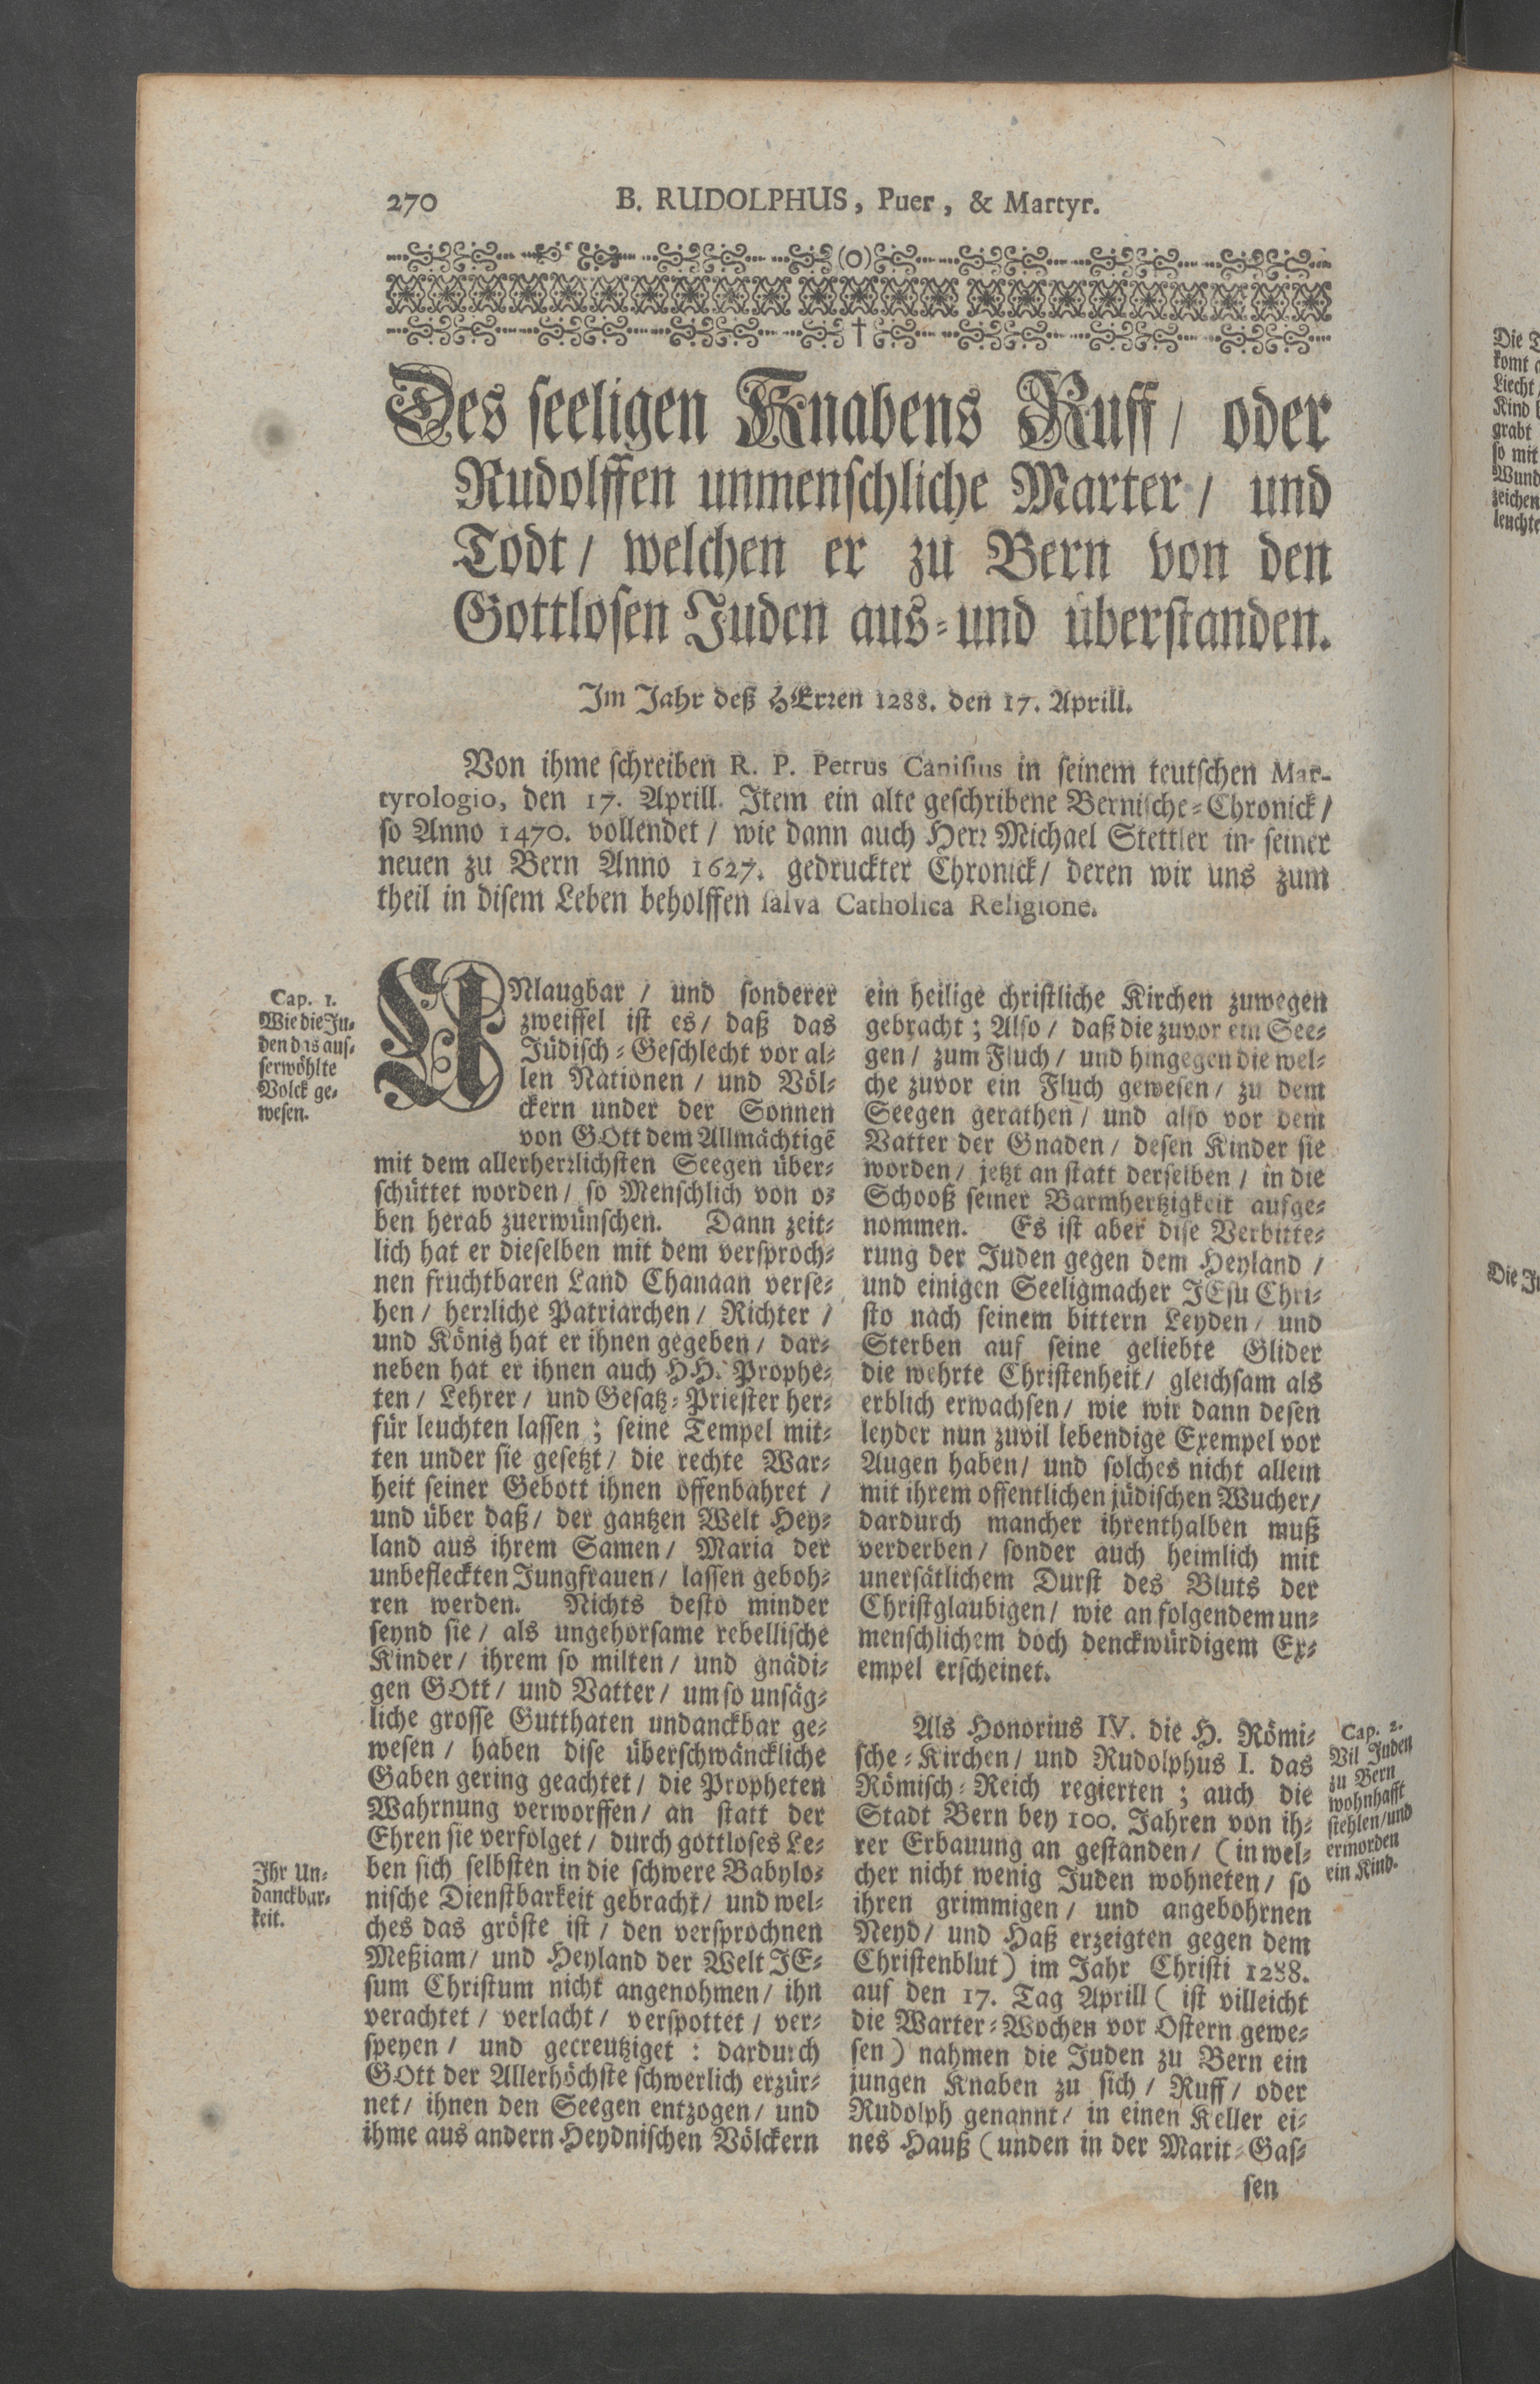 270 B. RUDOLPHUS, Puer, & Martyr.
(O)
Des seeligen Knabens Ruff / oder
Rudolffen unmenschliche Marter / und
Todt / welchen er zu Bern von den
Gottlosen Juden aus- und überstanden.
Im Jahr deß HErren 1288. den 17. Aprill.
Von ihme schreiben R. P. Petrus Canisius in seinem teutschen Mar-
tyrologio, den 17. Aprill. Item ein alte geschribene Bernische-Chronick /
so Anno 1470. vollendet / wie dann auch Herr Michael Stettler in seiner
neuen zu Bern Anno 1627. gedruckter Chronick / deren wir uns zum
theil in disem Leben beholffen salva Catholica Religione.
Cap. 1.
Wie die Ju-
den das aus-
serwöhlte
Volck ge-
wesen.
UNlaugbar / und sonderer
zweiffel ist es / daß das
Jüdisch-Geschlecht vor al-
len Nationen / und Völ-
ckern under der Sonnen
von GOtt dem Allmächtigē
mit dem allerherrlichsten Seegen über-
schüttet worden / so Menschlich von o-
ben herab zuerwünschen. Dann zeit-
lich hat er dieselben mit dem versproch-
nen fruchtbaren Land Chanaan verse-
hen / herrliche Patriarchen / Richter /
und König hat er ihnen gegeben / dar-
neben hat er ihnen auch HH. Prophe-
ten / Lehrer / und Gesatz-Priester her-
für leuchten lassen ; seine Tempel mit-
ten under sie gesetzt / die rechte War-
heit seiner Gebott ihnen offenbahret /
und über daß / der gantzen Welt Hey-
land aus ihrem Samen / Maria der
unbefleckten Jungfrauen / lassen geboh-
ren werden. Nichts desto minder
seynd sie / als ungehorsame rebellische
Kinder / ihrem so milten / und gnädi-
gen GOtt / und Vatter / um so unsäg-
liche grosse Gutthaten undanckbar ge-
wesen / haben dise überschwänckliche
Gaben gering geachtet / die Propheten
Wahrnung verworffen / an statt der
Ehren sie verfolget / durch gottloses Le-
ben sich selbsten in die schwere Babylo-
nische Dienstbarkeit gebracht / und wel-
ches das gröste ist / den versprochnen
Meßiam / und Heyland der Welt JE-
sum Christum nicht angenohmen / ihn
verachtet / verlacht / verspottet / ver-
speyen / und gecreutziget : dardurch
GOtt der Allerhöchste schwerlich erzür-
net / ihnen den Seegen entzogen / und
ihme aus andern Heydnischen Völckern
Ihr Un-
danckbar-
keit.
ein heilige christliche Kirchen zuwegen
gebracht ; Also / daß die zuvor ein See-
gen / zum Fluch / und hingegen die wel-
che zuvor ein Fluch gewesen / zu dem
Seegen gerathen / und also vor dem
Vatter der Gnaden / desen Kinder sie
worden / jetzt an statt derselben / in die
Schooß seiner Barmhertzigkeit aufge-
nommen. Es ist aber dise Verbitte-
rung der Juden gegen dem Heyland /
und einigen Seeligmacher JEsu Chri-
sto nach seinem bittern Leyden / und
Sterben auf seine geliebte Glider
die wehrte Christenheit / gleichsam als
erblich erwachsen / wie wir dann desen
leyder nun zuvil lebendige Exempel vor
Augen haben / und solches nicht allein
mit ihrem offentlichen jüdischen Wucher /
dardurch mancher ihrenthalben muß
verderben / sonder auch heimlich mit
unersätlichem Durst des Bluts der
Christglaubigen / wie an folgendem un-
menschlichem doch denckwürdigem Ex-
empel erscheinet.
Als Honorius IV. die H. Römi-
sche-Kirchen / und Rudolphus I. das
Römisch-Reich regierten ; auch die
Stadt Bern bey 100. Jahren von ih-
rer Erbauung an gestanden / (in wel-
cher nicht wenig Juden wohneten / so
ihren grimmigen / und angebohrnen
Neyd / und Haß erzeigten gegen dem
Christenblut) im Jahr Christi 1288.
auf den 17. Tag Aprill ( ist villeicht
die Marter-Wochen vor Ostern gewe-
sen) nahmen die Juden zu Bern ein
jungen Knaben zu sich / Ruff / oder
Rudolph genannt / in einen Keller ei-
nes Hauß (unden in der Marit-Gas-
sen
Cap. 2.
Vil Juden
zu Bern
wohnhafft
stehlen / und
ermorden
ein Kind.
komt
Liecht /
Kind
grabt
so mit
Wund
zeichen
leuchte